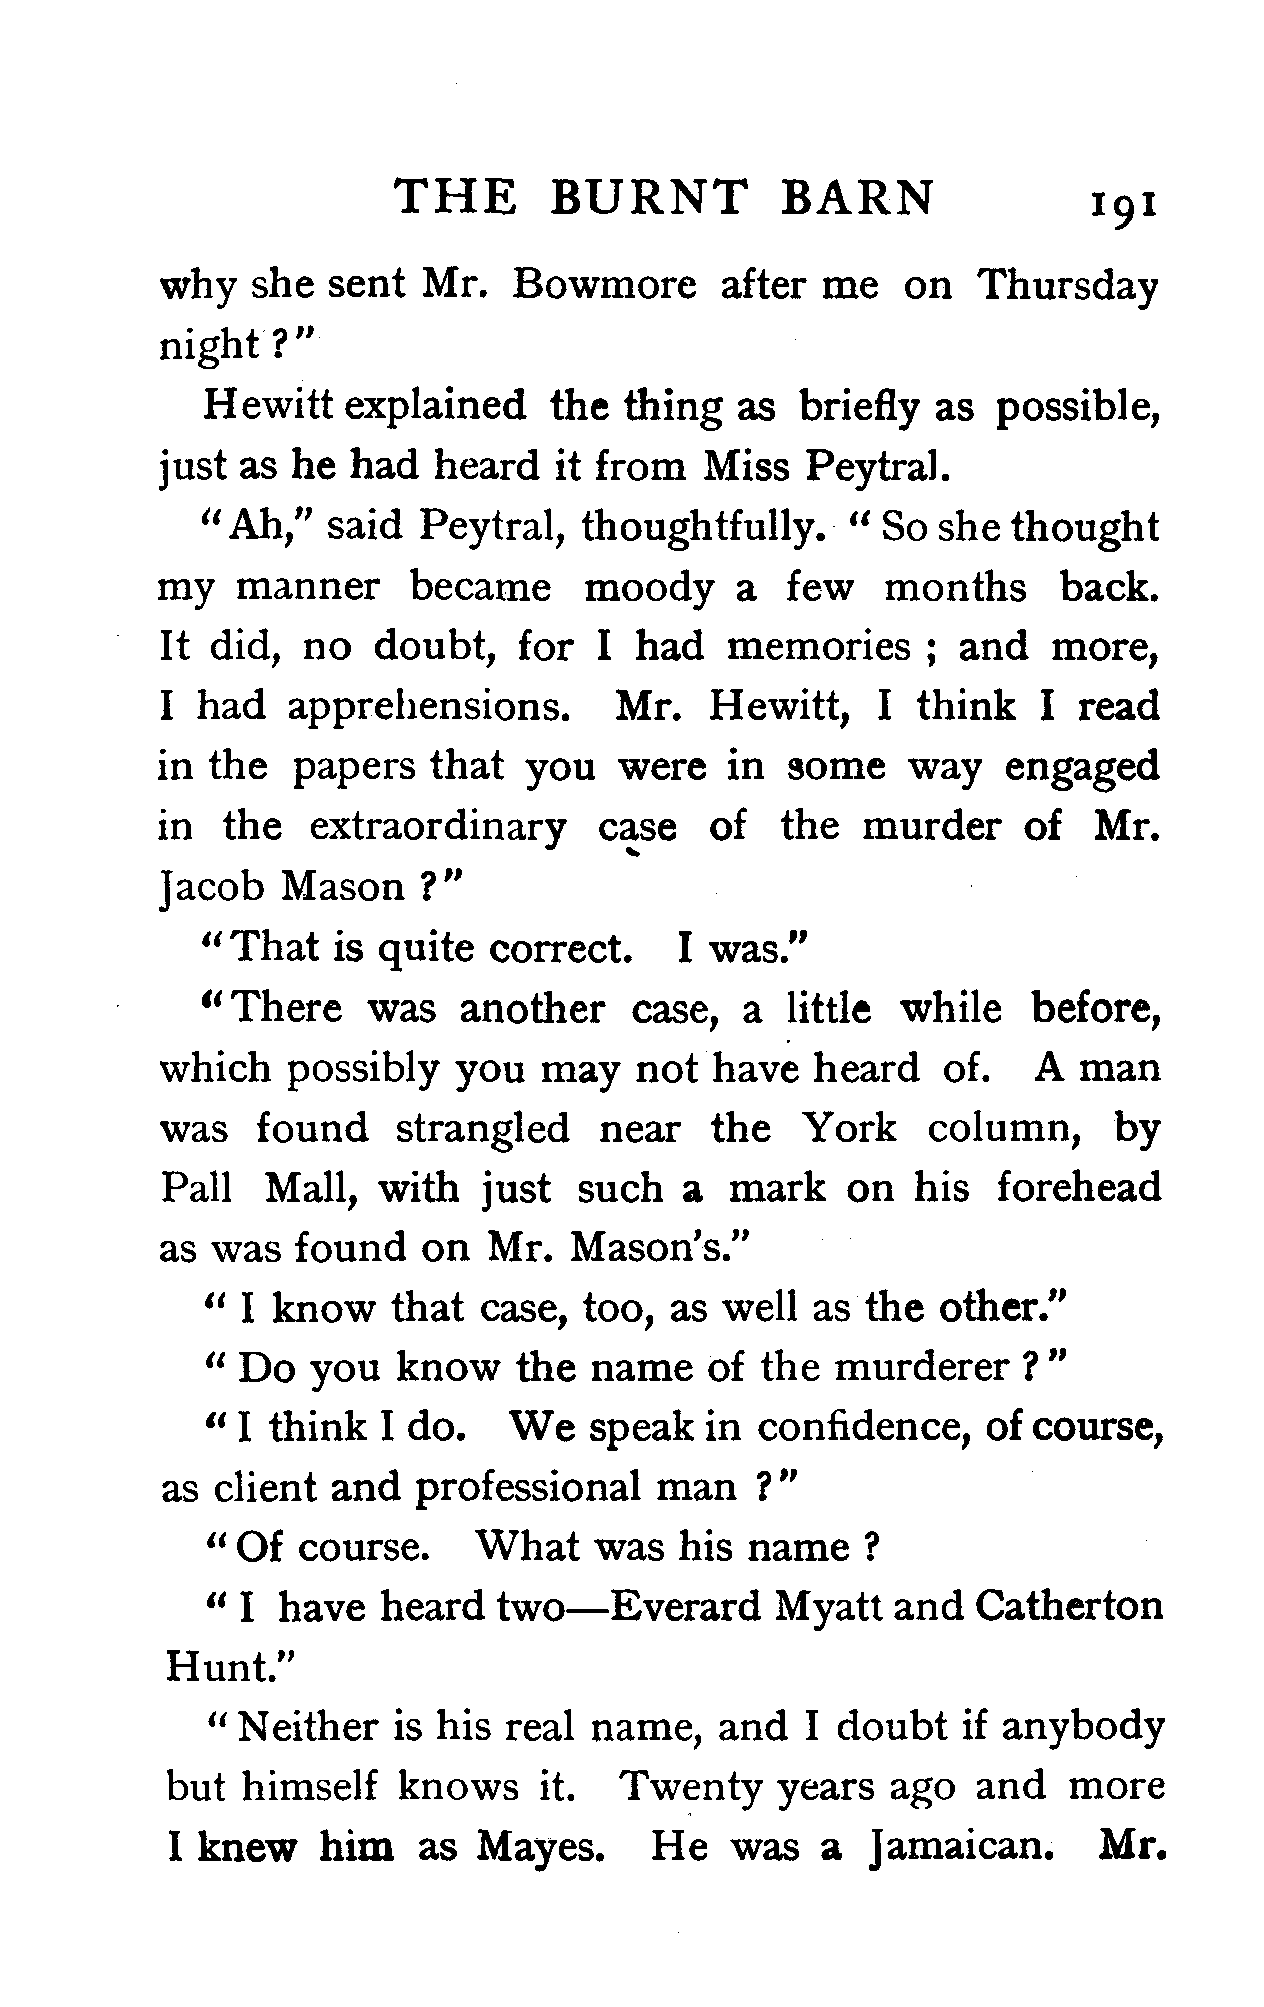 THE BURNT BARN 191
why she sent Mr. Bowmore after me on Thursday
night ?"
Hewitt explained the thing as briefly as possible,
just as he had heard it from Miss Peytral.
"Ah," said Peytral, thoughtfully. " So she thought
my manner became moody a few months back.
It did, no doubt, for I had memories ; and more,
I had apprehensions. Mr. Hewitt, I think I read
in the papers that you were in some way engaged
in the extraordinary case of the murder of Mr.
Jacob Mason ?"
"That is quite correct. I was."
"There was another case, a little while before,
which possibly you may not have heard of. A man
was found strangled near the York column, by
Pall Mall, with just such a mark on his forehead
as was found on Mr. Mason's."
" I know that case, too, as well as the other."
" Do you know the name of the murderer ? "
" I think I do. We speak in confidence, of course,
as client and professional man ?"
" Of course. What was his name ?
" I have heard two—Everard Myatt and Catherton
Hunt."
" Neither is his real name, and I doubt if anybody
but himself knows it. Twenty years ago and more
I knew him as Mayes. He was a Jamaican. Mr.